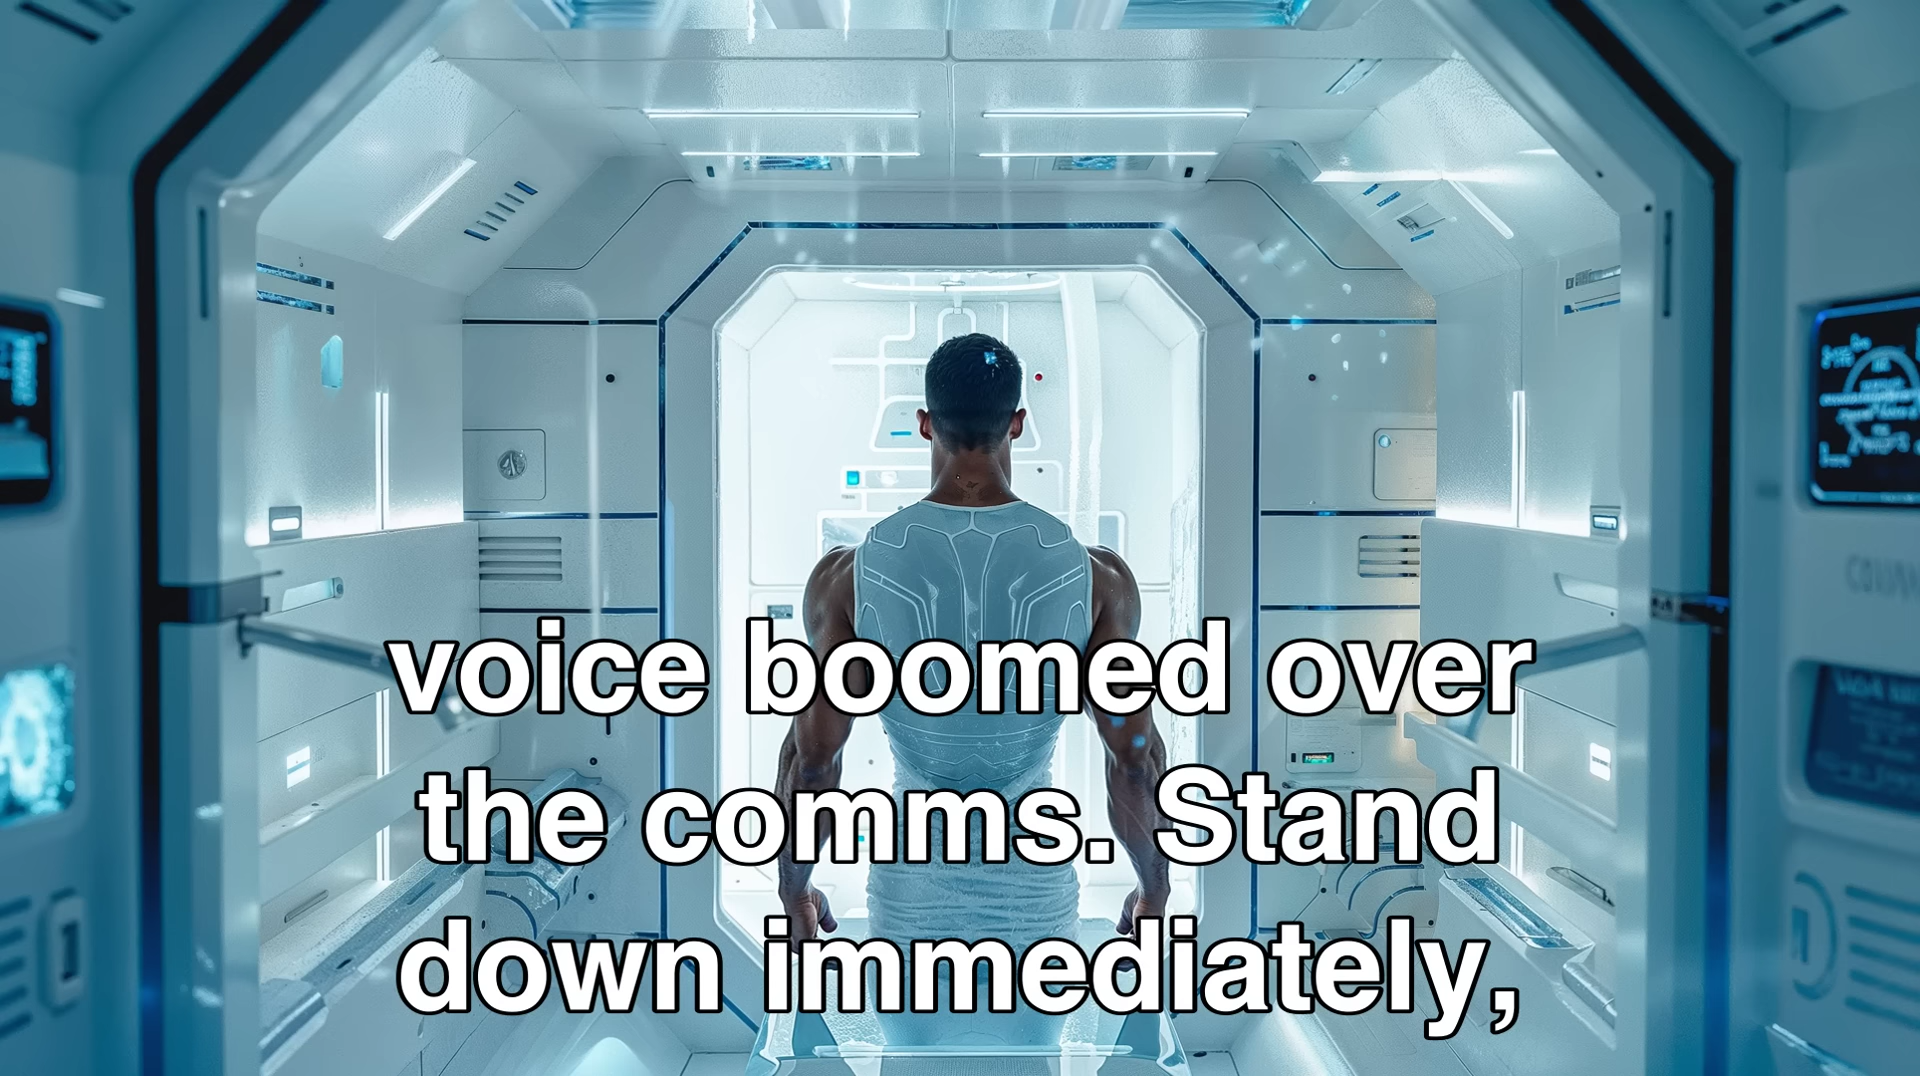 voice boomed over
the comms. Stand
down immediately,